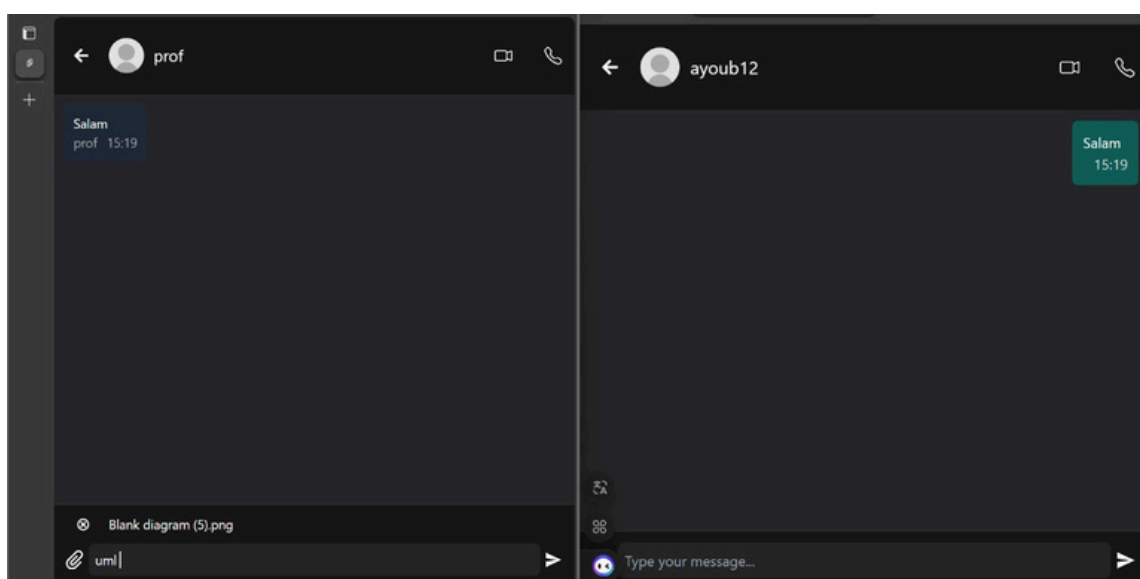 prof
Salam
prof 15:19
Blank diagram (5).png
uml
ayoub12
Salam
15:19
Type your message...